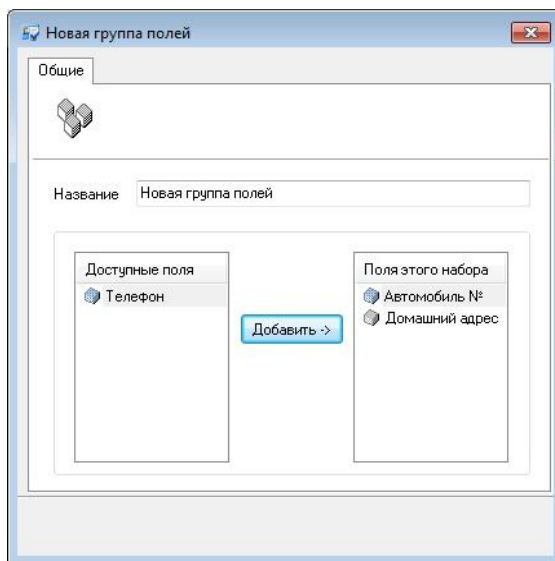 Новая группа полей
Общие
Название Новая группа полей
Доступные поля
Телефон
Добавить ->
Поля этого набора
Автомобиль №
Домашний адрес